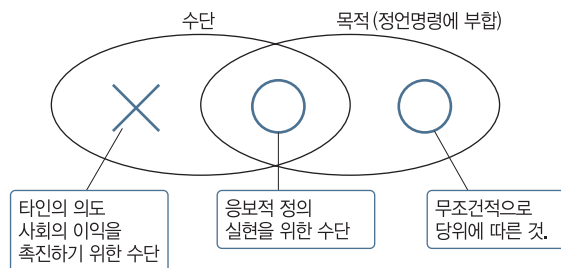 수단
목적(정언명령에 부합)
타인의 의도
사회의 이익을
촉진하기 위한 수단
응보적 정의
실현을 위한 수단
무조건적으로
당위에 따른 것.